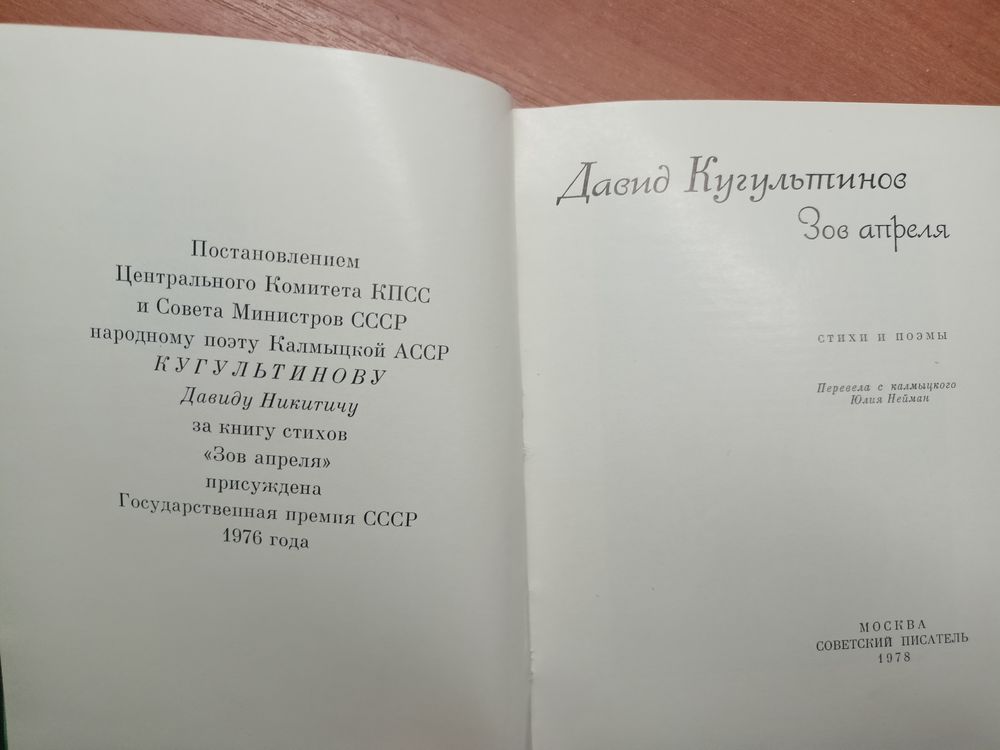 Постановлением
Центрального Комитета КПСС
и Совета Министров СССР
народному поэту Калмыцкой АССР
КУГУЛЬТИНОВУ
Давиду Никитичу
за книгу стихов
«Зов апреля»
присуждена
Государственная премия СССР
1976 года
Давид Кугультинов
Зов апреля
СТИХИ И ПОЭМЫ
Перевела с калмыцкого
Юлия Нейман
МОСКВА
СОВЕТСКИЙ ПИСАТЕЛЬ
1978